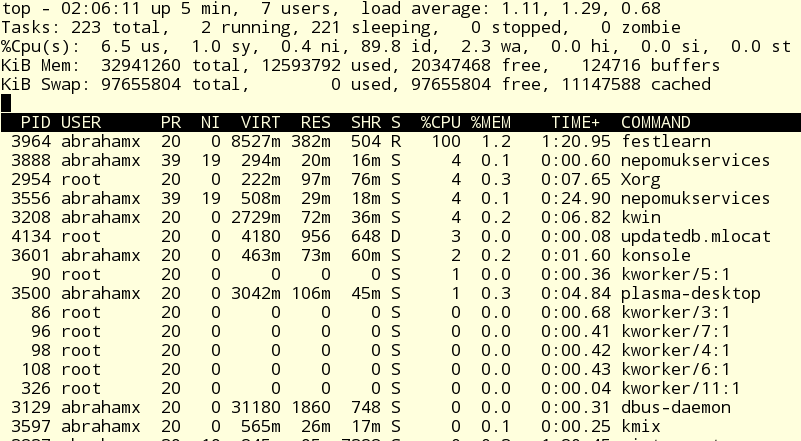 top - 02:06:11 up 5 min,  7 users,  load average: 1.11, 1.29, 0.68
Tasks: 223 total,   2 running, 221 sleeping,   0 stopped,   0 zombie
%Cpu(s):  6.5 us,  1.0 sy,  0.4 ni, 89.8 id,  2.3 wa,  0.0 hi,  0.0 si,  0.0 st
KiB Mem:  32941260 total, 12593792 used, 20347468 free,   124716 buffers
KiB Swap: 97655804 total,        0 used, 97655804 free, 11147588 cached
PID USER      PR  NI  VIRT  RES  SHR S  %CPU %MEM    TIME+  COMMAND
3964 abrahamx  20   0 8527m 382m  504 R   100  1.2   1:20.95 festlearn
3888 abrahamx  39  19  294m  20m  16m S     4  0.1   0:00.60 nepomukservices
2954 root      20   0  222m  97m  76m S     4  0.3   0:07.65 Xorg
3556 abrahamx  39  19  508m  29m  18m S     4  0.1   0:24.90 nepomukservices
3208 abrahamx  20   0 2729m  72m  36m S     4  0.2   0:06.82 kwin
4134 root      20   0  4180  956  648 D     3  0.0   0:00.08 updatedb.mlocat
3601 abrahamx  20   0  463m  73m  60m S     2  0.2   0:01.60 konsole
90 root      20   0     0    0    0 S     1  0.0   0:00.36 kworker/5:1
3500 abrahamx  20   0 3042m 106m  45m S     1  0.3   0:04.84 plasma-desktop
86 root      20   0     0    0    0 S     0  0.0   0:00.68 kworker/3:1
96 root      20   0     0    0    0 S     0  0.0   0:00.41 kworker/7:1
98 root      20   0     0    0    0 S     0  0.0   0:00.42 kworker/4:1
108 root      20   0     0    0    0 S     0  0.0   0:00.43 kworker/6:1
326 root      20   0     0    0    0 S     0  0.0   0:00.04 kworker/11:1
3129 abrahamx  20   0 31180 1860  748 S     0  0.0   0:00.31 dbus-daemon
3597 abrahamx  20   0  565m  26m  17m S     0  0.1   0:00.25 kmix